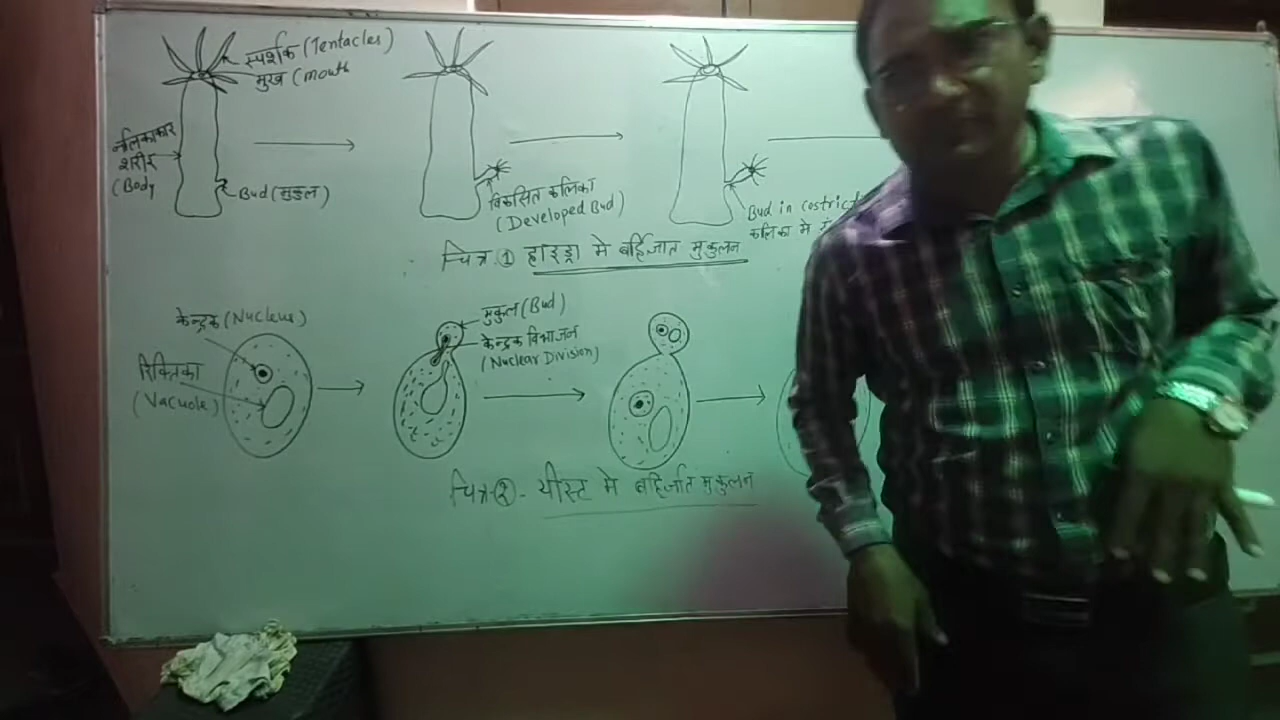 स्पर्शक (Tentacles)
मुख (mouth
नलिकाकार
शरीर
(Body
Bud (मुकुल)
विकसित कलिका
(Developed Bud)
Bud in costrict
कलिका मे
चित्र ① हाइड्रा मे बर्हिजात मुकुलन
केन्द्रक (Nucleus)
रिक्तिका
(Vacuole)
मुकुल (Bud)
केन्द्रक विभाजन
(Nuclear Division)
चित्र-② - यीस्ट मे बहिर्जात मुकुलन